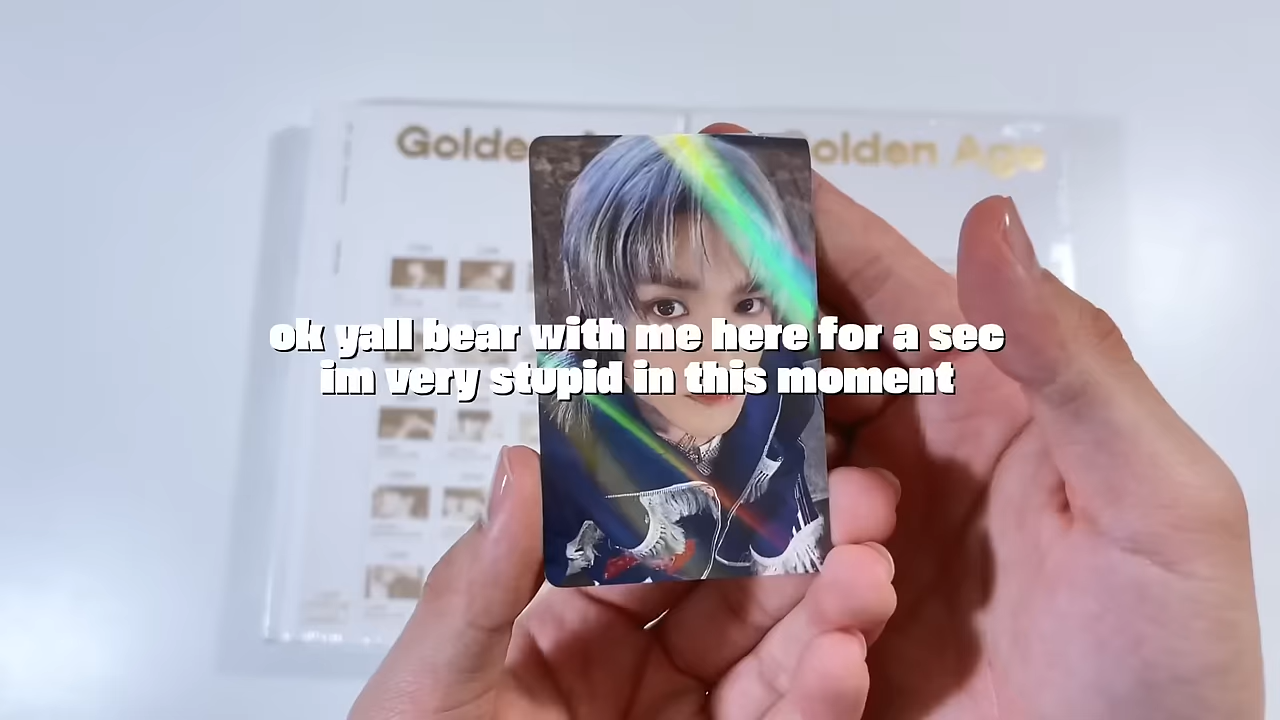 Golde
olden Age
ok yall bear with me here for a sec
im very stupid in this moment